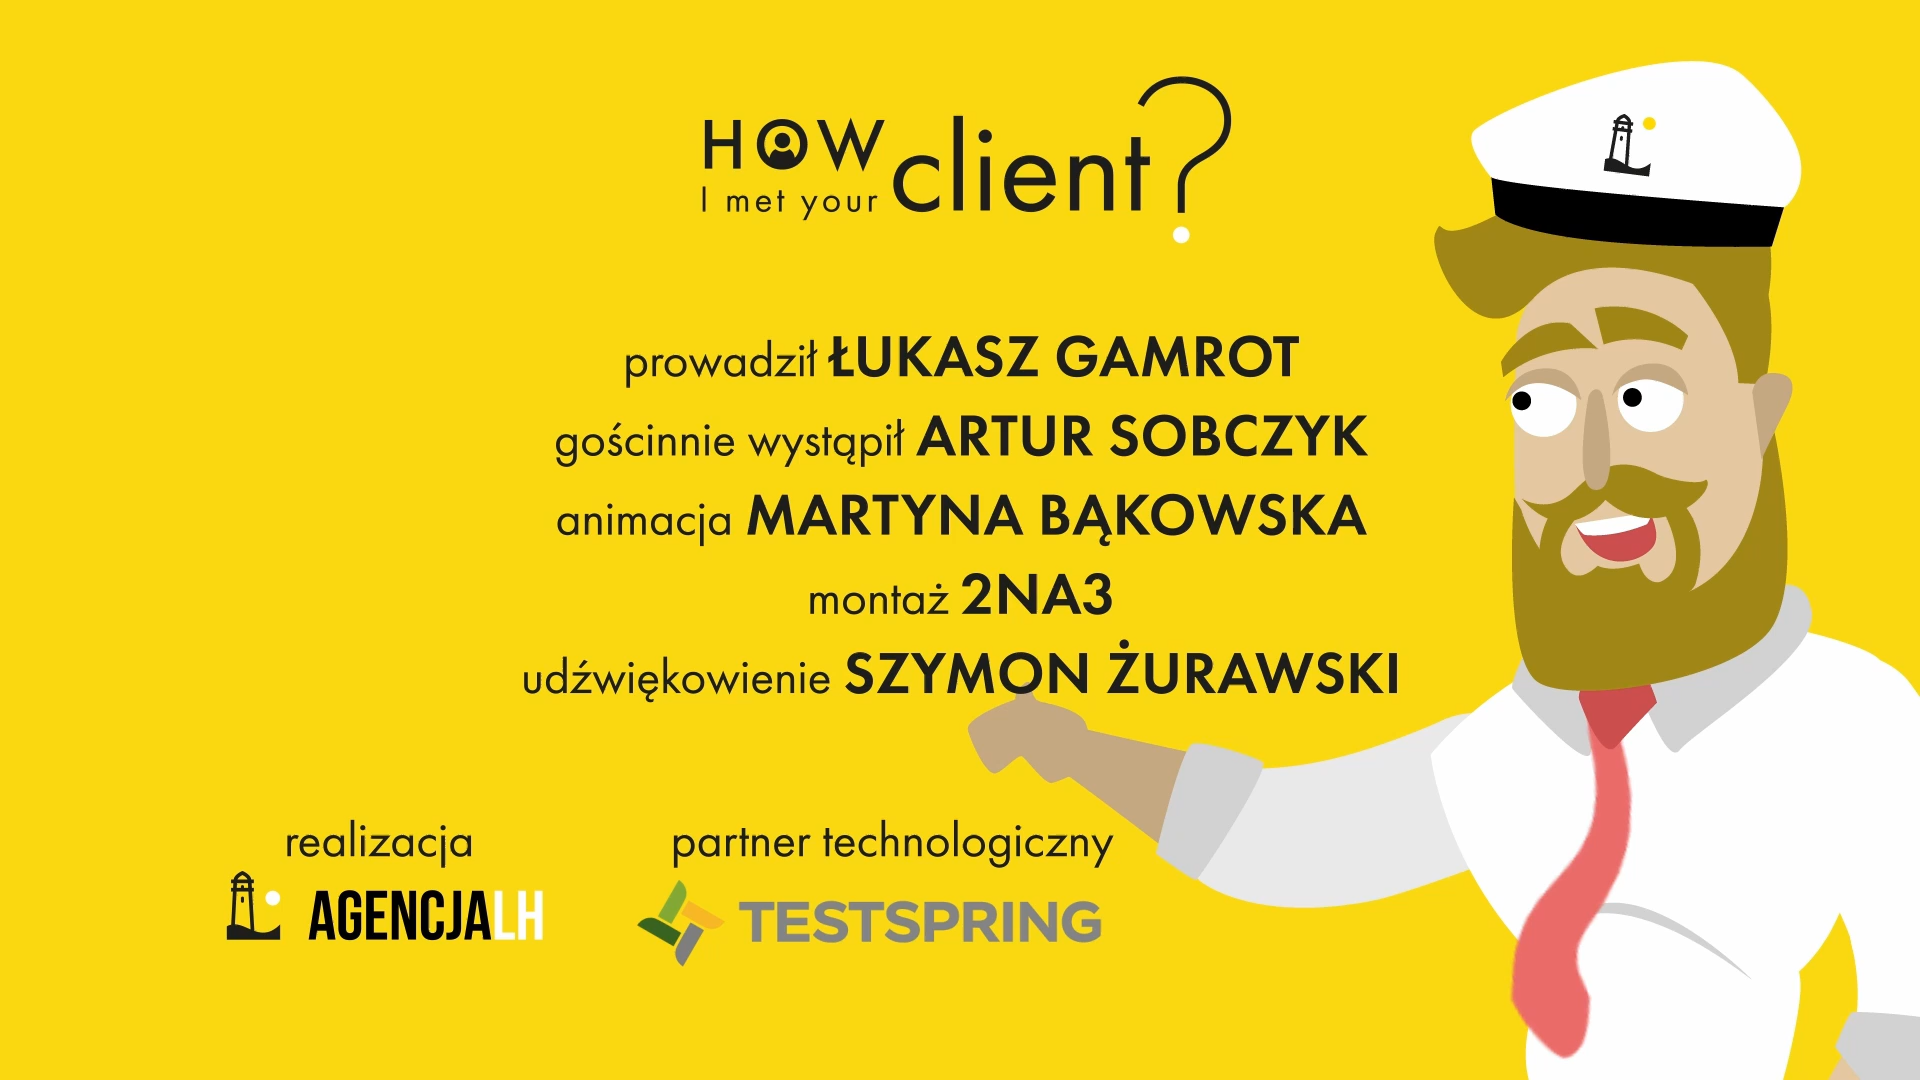 HOW
I met your client?
prowadził ŁUKASZ GAMROT
gościnnie wystąpił ARTUR SOBCZYK
animacja MARTYNA BĄKOWSKA
montaż 2NA3
udźwiękowienie SZYMON ŻURAWSKI
realizacja
AGENCJALH
partner technologiczny
TESTSPRING